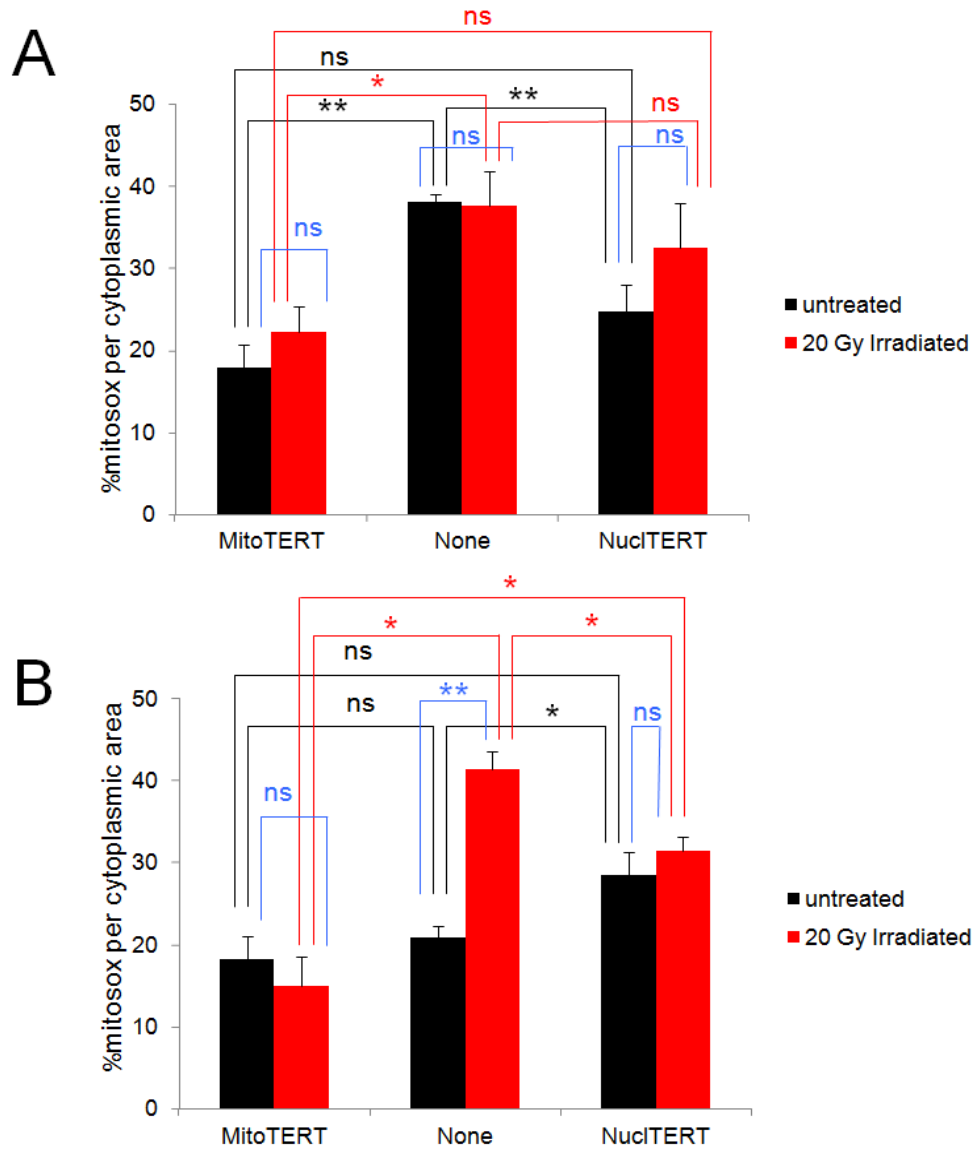 A
ns
ns
*
**
**
ns
ns
ns
ns
%mitosox per cytoplasmic area
50
40
30
20
10
0
MitoTERT None NuclTERT
untreated
20 Gy Irradiated
B
*
*
*
ns
**
ns
*
ns
ns
%mitosox per cytoplasmic area
50
40
30
20
10
0
MitoTERT None NuclTERT
untreated
20 Gy Irradiated